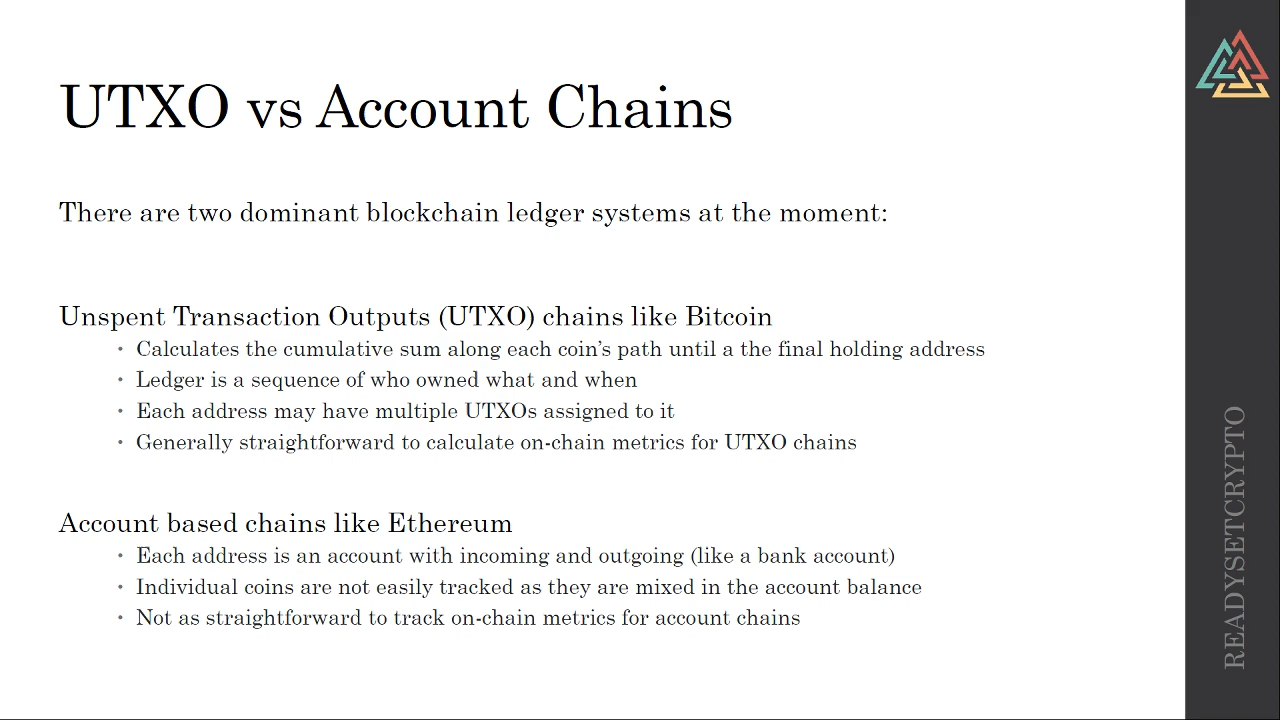 UTXO vs Account Chains
There are two dominant blockchain ledger systems at the moment:
Unspent Transaction Outputs (UTXO) chains like Bitcoin
• Calculates the cumulative sum along each coin's path until a the final holding address
• Ledger is a sequence of who owned what and when
• Each address may have multiple UTXOs assigned to it
• Generally straightforward to calculate on-chain metrics for UTXO chains
Account based chains like Ethereum
• Each address is an account with incoming and outgoing (like a bank account)
• Individual coins are not easily tracked as they are mixed in the account balance
• Not as straightforward to track on-chain metrics for account chains
READYSETCRYPTO